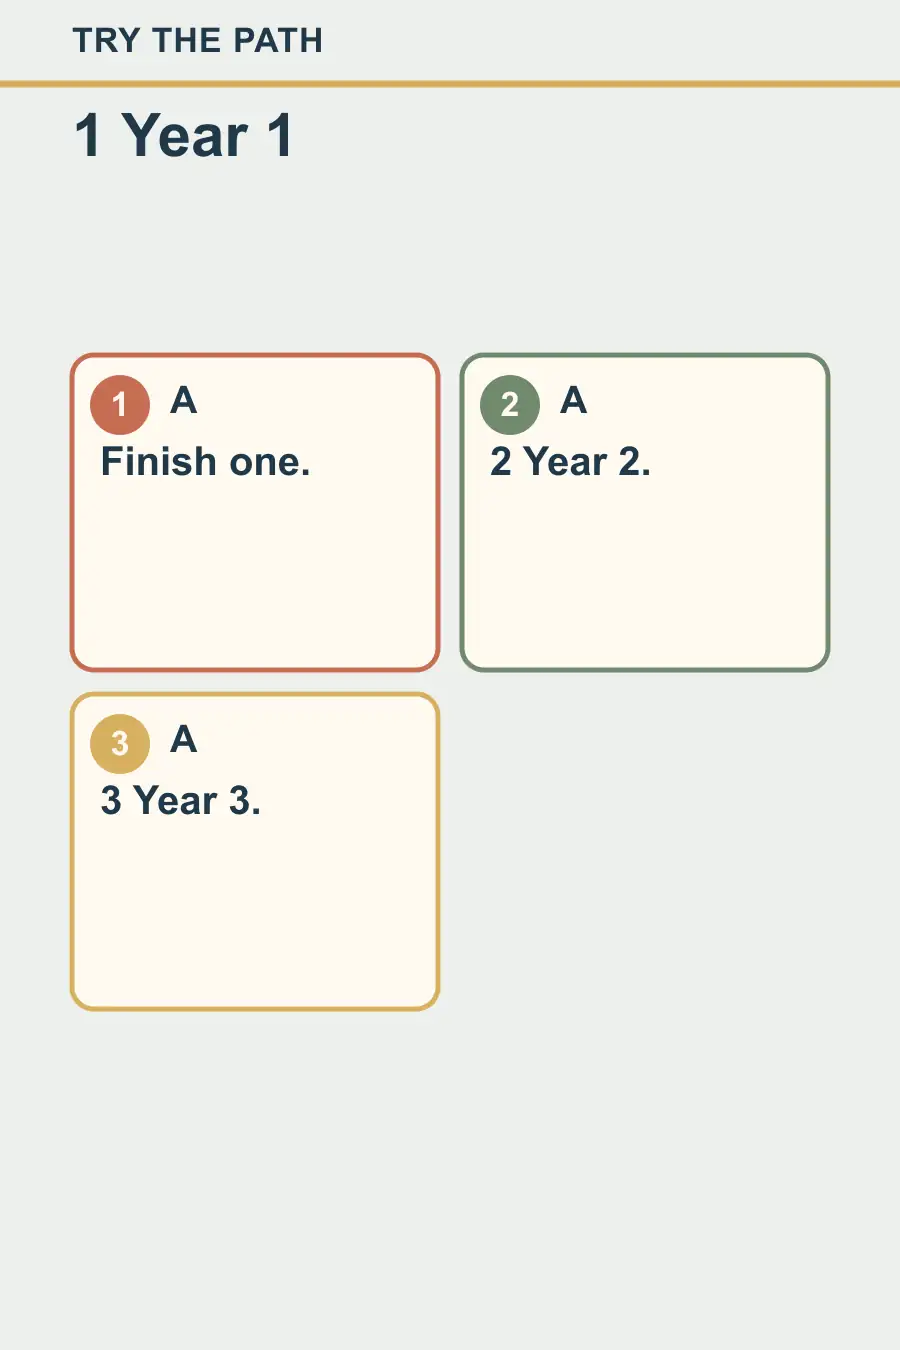 TRY THE PATH
1 Year 1
1 A
Finish one.
2 A
2 Year 2.
3 A
3 Year 3.